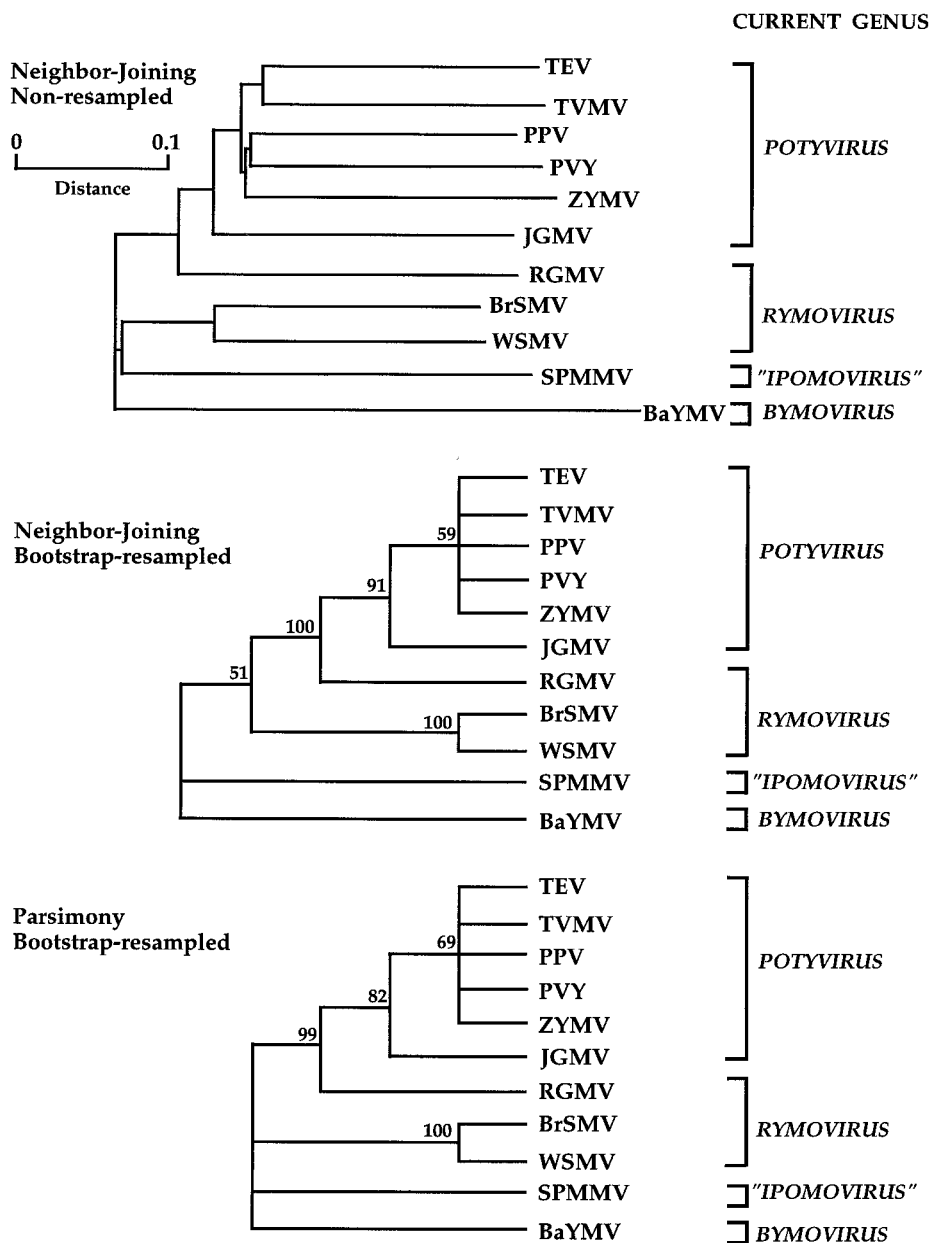 CURRENT GENUS
Neighbor-Joining
Non-resampled
0 0.1
Distance
TEV
TVMV
PPV
PVY
ZYMV
JGMV
RGMV
BrSMV
WSMV
SPMMV
BaYMV
POTYVIRUS
RYMOVIRUS
"IPOMOVIRUS"
BYMOVIRUS
Neighbor-Joining
Bootstrap-resampled
59
91
100
51
100
TEV
TVMV
PPV
PVY
ZYMV
JGMV
RGMV
BrSMV
WSMV
SPMMV
BaYMV
POTYVIRUS
RYMOVIRUS
"IPOMOVIRUS"
BYMOVIRUS
Parsimony
Bootstrap-resampled
69
82
99
100
TEV
TVMV
PPV
PVY
ZYMV
JGMV
RGMV
BrSMV
WSMV
SPMMV
BaYMV
POTYVIRUS
RYMOVIRUS
"IPOMOVIRUS"
BYMOVIRUS